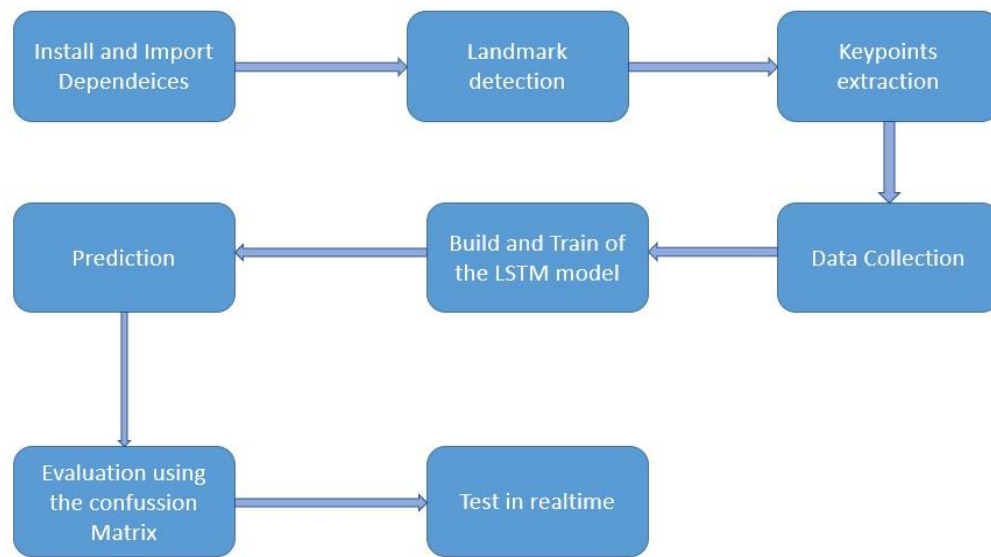 Install and Import
Dependeices
Landmark
detection
Keypoints
extraction
Data Collection
Build and Train of
the LSTM model
Prediction
Evaluation using
the confussion
Matrix
Test in realtime